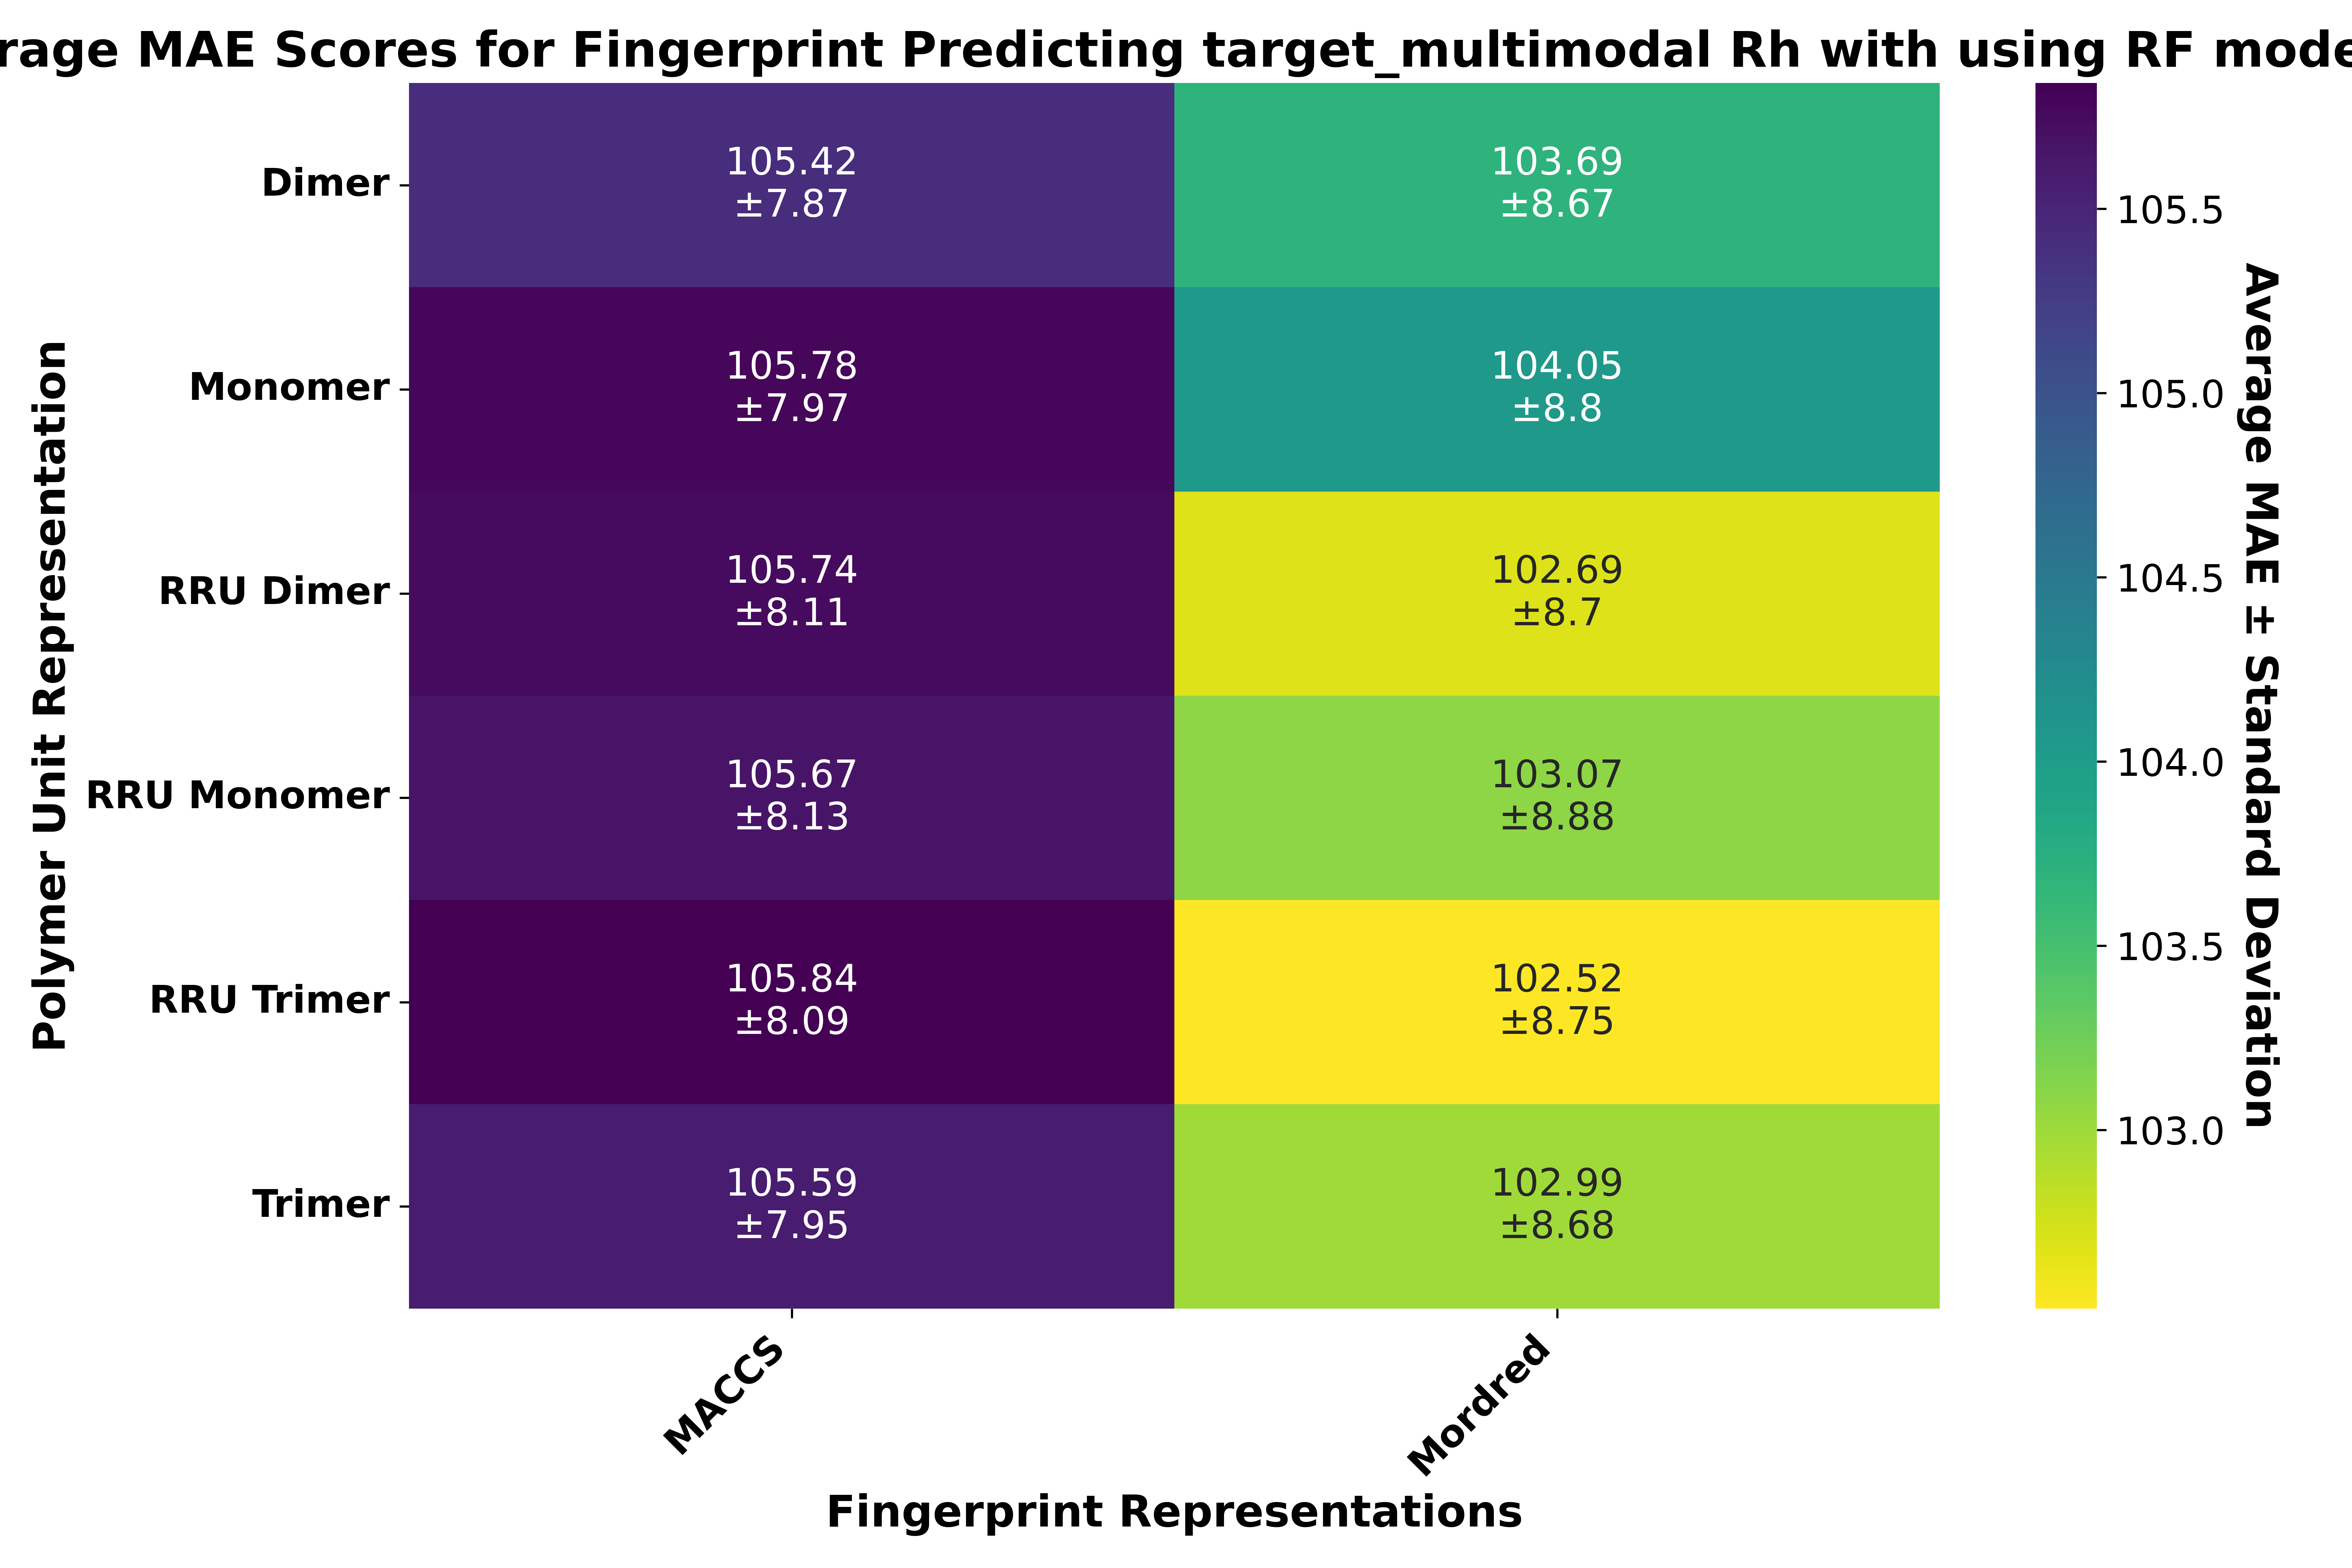 rage MAE Scores for Fingerprint Predicting target_multimodal Rh with using RF mode
Polymer Unit Representation
Dimer
105.42
±7.87
103.69
±8.67
Monomer
105.78
±7.97
104.05
±8.8
RRU Dimer
105.74
±8.11
102.69
±8.7
RRU Monomer
105.67
±8.13
103.07
±8.88
RRU Trimer
105.84
±8.09
102.52
±8.75
Trimer
105.59
±7.95
102.99
±8.68
MACCS
Mordred
Fingerprint Representations
105.5
105.0
104.5
104.0
103.5
103.0
Average MAE ± Standard Deviation